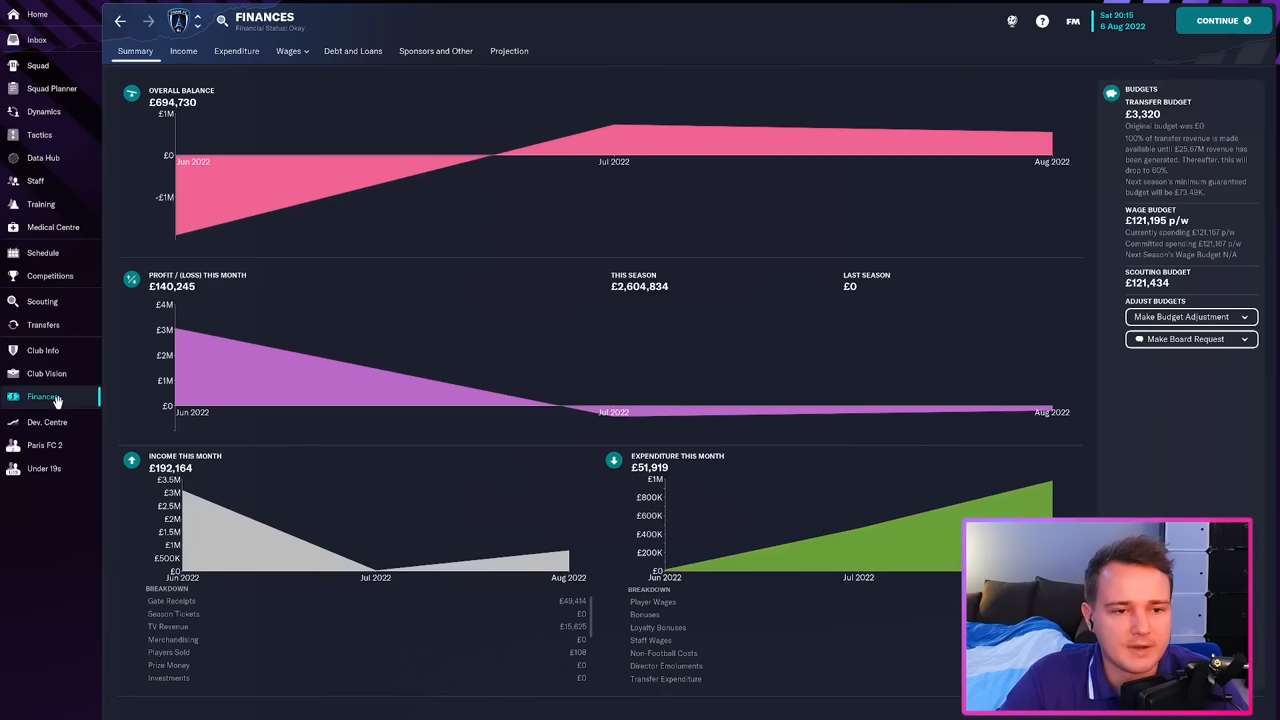 Home
Inbox
Squad
Squad Planner
Dynamics
Tactics
Data Hub
Staff
Training
Medical Centre
Schedule
Competitions
Scouting
Transfers
Club Info
Club Vision
Finances
Dev. Centre
Paris FC 2
Under 19s
FINANCES
Financial Status: Okay
FM
Sat 20:15
6 Aug 2022
CONTINUE
Summary
Income
Expenditure
Wages
Debt and Loans
Sponsors and Other
Projection
OVERALL BALANCE
£694,730
£1M
£0
-£1M
Jun 2022
Jul 2022
Aug 2022
PROFIT / (LOSS) THIS MONTH
£140,245
THIS SEASON
£2,604,834
LAST SEASON
£0
£4M
£3M
£2M
£1M
£0
Jun 2022
Jul 2022
Aug 2022
INCOME THIS MONTH
£192,164
£3.5M
£3M
£2.5M
£2M
£1.5M
£1M
£500K
£0
Jun 2022
Jul 2022
Aug 2022
BREAKDOWN
Gate Receipts £49,414
Season Tickets £0
TV Revenue £15,625
Merchandising £0
Players Sold £108
Prize Money £0
Investments £0
EXPENDITURE THIS MONTH
£51,919
£1M
£800K
£600K
£400K
£200K
£0
Jun 2022
Jul 2022
BREAKDOWN
Player Wages
Bonuses
Loyalty Bonuses
Staff Wages
Non-Football Costs
Director Emoluments
Transfer Expenditure
BUDGETS
TRANSFER BUDGET
£3,320
Original budget was £0
100% of transfer revenue is made
available until £25.67M revenue has
been generated. Thereafter, this will
drop to 60%.
Next season's minimum guaranteed
budget will be £73.49K.
WAGE BUDGET
£121,195 p/w
Currently spending £121,167 p/w
Committed spending £121,167 p/w
Next Season's Wage Budget N/A
SCOUTING BUDGET
£121,434
ADJUST BUDGETS
Make Budget Adjustment
Make Board Request